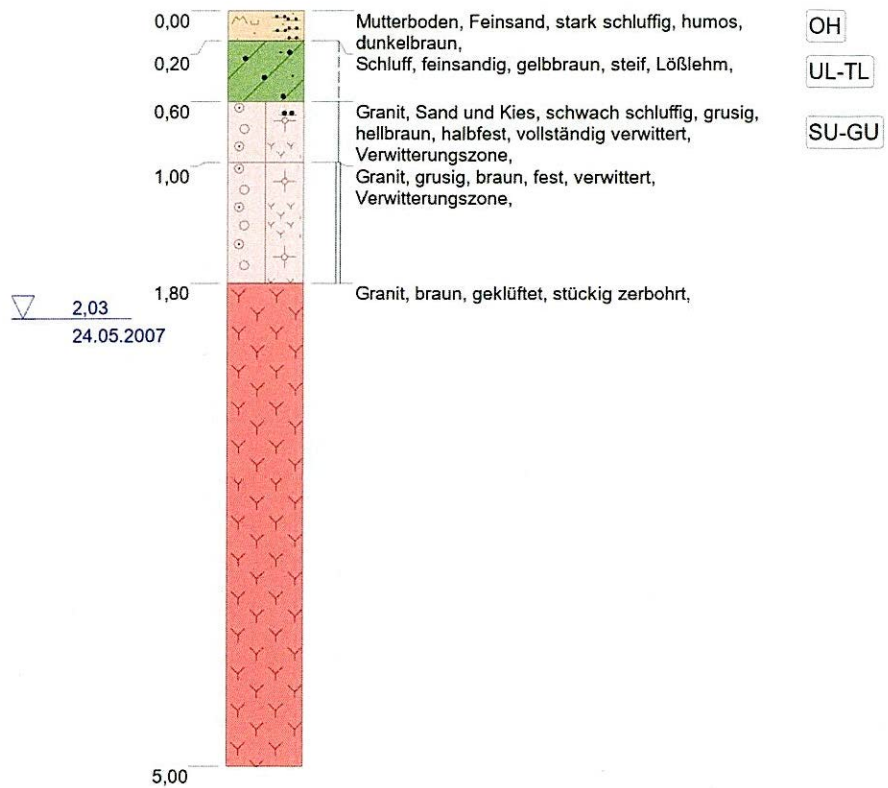 0,00
Mutterboden, Feinsand, stark schluffig, humos,
dunkelbraun,
OH
0,20
Schluff, feinsandig, gelbbraun, steif, Lößlehm,
UL-TL
0,60
Granit, Sand und Kies, schwach schluffig, grusig,
hellbraun, halbfest, vollständig verwittert,
Verwitterungszone,
SU-GU
1,00
Granit, grusig, braun, fest, verwittert,
Verwitterungszone,
1,80
Granit, braun, geklüftet, stückig zerbohrt,
2,03
24.05.2007
5,00